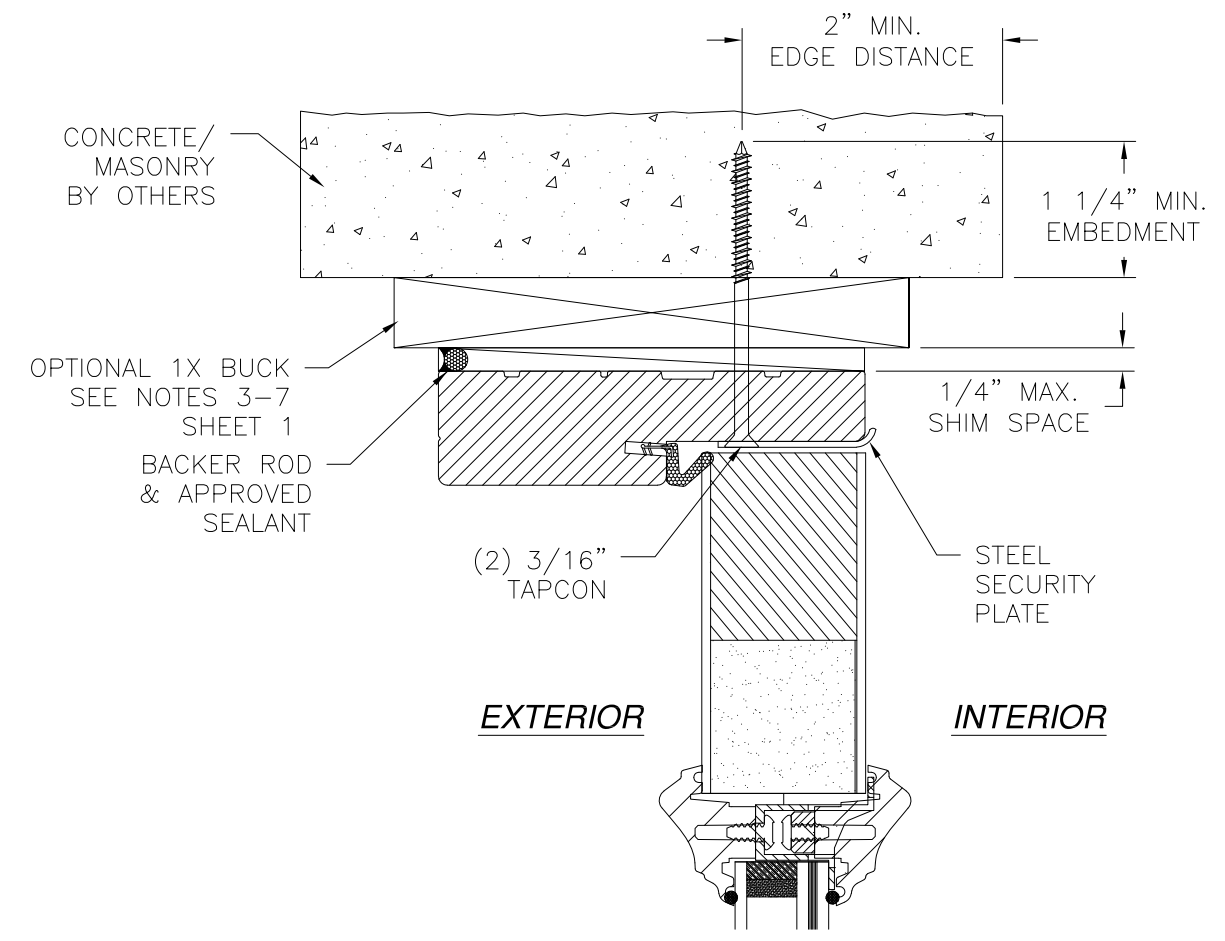 2" MIN.
EDGE DISTANCE
CONCRETE/
MASONRY
BY OTHERS
1 1/4" MIN.
EMBEDMENT
OPTIONAL 1X BUCK
SEE NOTES 3-7
SHEET 1
1/4" MAX.
SHIM SPACE
BACKER ROD
& APPROVED
SEALANT
(2) 3/16"
TAPCON
STEEL
SECURITY
PLATE
EXTERIOR
INTERIOR